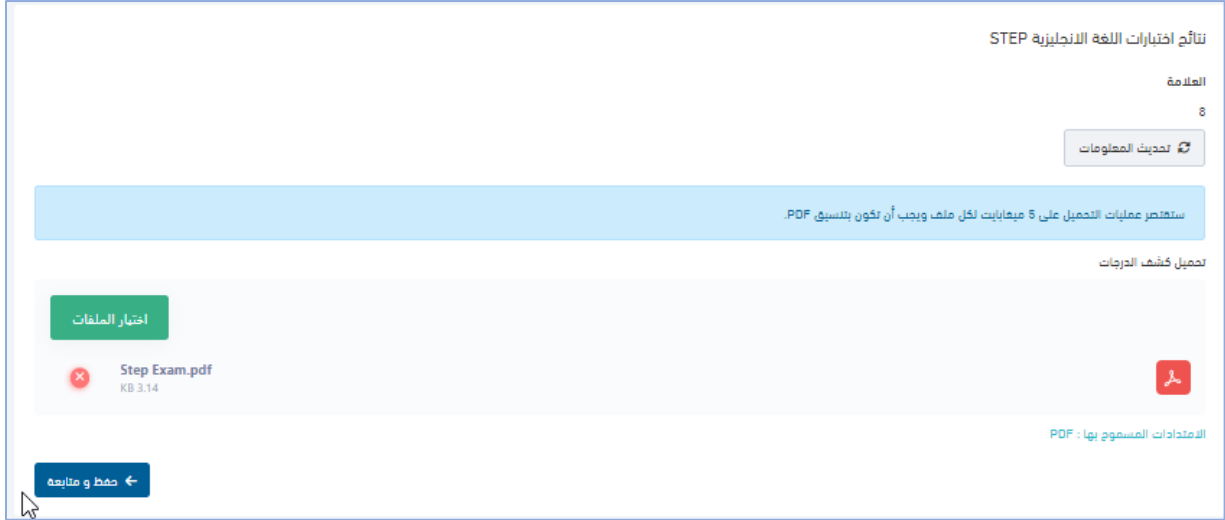 نتائج اختبارات اللغة الانجليزية STEP
العلامة
8
تحديث المعلومات
ستقتصر عمليات التحميل على 5 ميغابايت لكل ملف ويجب أن تكون بتنسيق PDF.
تحميل كشف الدرجات
اختيار الملفات
Step Exam.pdf
KB 3.14
الامتدادات المسموح بها : PDF
حفظ و متابعة